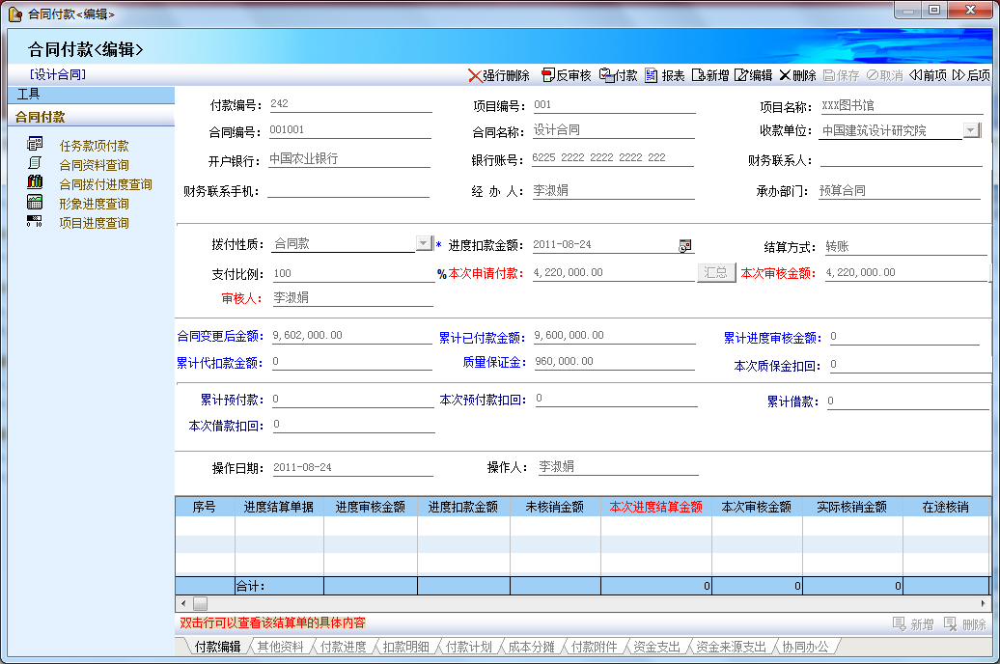 合同付款<编辑>
合同付款<编辑>
[设计合同]
强行删除 反审核 付款 报表 新增 编辑 删除 保存 取消 前项 后项
工具
合同付款
任务款项付款
合同资料查询
合同拨付进度查询
形象进度查询
项目进度查询
付款编号： 242 项目编号： 001 项目名称： XXX图书馆
合同编号： 001001 合同名称： 设计合同 收款单位： 中国建筑设计研究院
开户银行： 中国农业银行 银行账号： 6225 2222 2222 2222 222 财务联系人：
财务联系手机： 经 办 人： 李淑娟 承办部门： 预算合同
拨付性质： 合同款 * 进度扣款金额： 2011-08-24 结算方式： 转账
支付比例： 100 % 本次申请付款： 4,220,000.00 汇总 本次审核金额： 4,220,000.00
审核人： 李淑娟
合同变更后金额： 9,602,000.00 累计已付款金额： 9,600,000.00 累计进度审核金额： 0
累计代扣款金额： 0 质量保证金： 960,000.00 本次质保金扣回： 0
累计预付款： 0 本次预付款扣回： 0 累计借款： 0
本次借款扣回： 0
操作日期： 2011-08-24 操作人： 李淑娟
序号 进度结算单据 进度审核金额 进度扣款金额 未核销金额 本次进度结算金额 本次审核金额 实际核销金额 在途核销
合计： 0 0 0
双击行可以查看该结算单的具体内容 新增 删除
付款编辑 其他资料 付款进度 扣款明细 付款计划 成本分摊 付款附件 资金支出 资金来源支出 协同办公